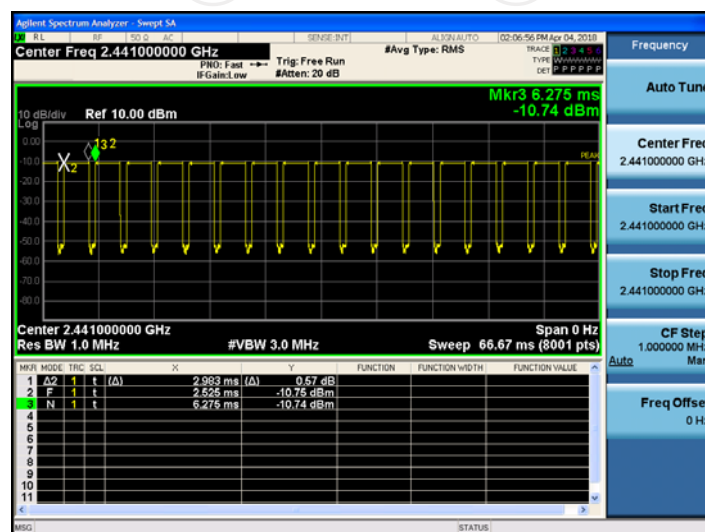 Agilent Spectrum Analyzer - Swept SA
RL RF 50 Ω AC SENSE:INT ALIGN AUTO 02:06:56 PM Apr 04, 2018
Center Freq 2.441000000 GHz
PNO: Fast
IFGain:Low
Trig: Free Run
#Atten: 20 dB
#Avg Type: RMS
TRACE 1 2 3 4 5 6
TYPE
DET P P P P P P
Mkr3 6.275 ms
-10.74 dBm
10 dB/div Ref 10.00 dBm
Log
0.00
-10.0
-20.0
-30.0
-40.0
-50.0
-60.0
-70.0
-80.0
X2
132
PEAK
Center 2.441000000 GHz Span 0 Hz
Res BW 1.0 MHz #VBW 3.0 MHz Sweep 66.67 ms (8001 pts)
MKR MODE TRC SCL X Y FUNCTION FUNCTION WIDTH FUNCTION VALUE
1 Δ2 1 t (Δ) 2.983 ms (Δ) 0.57 dB
2 F 1 t 2.525 ms -10.75 dBm
3 N 1 t 6.275 ms -10.74 dBm
4
5
6
7
8
9
10
11
MSG STATUS
Frequency
Auto Tune
Center Freq
2.441000000 GHz
Start Freq
2.441000000 GHz
Stop Freq
2.441000000 GHz
CF Step
1.000000 MHz
Auto Man
Freq Offset
0 Hz